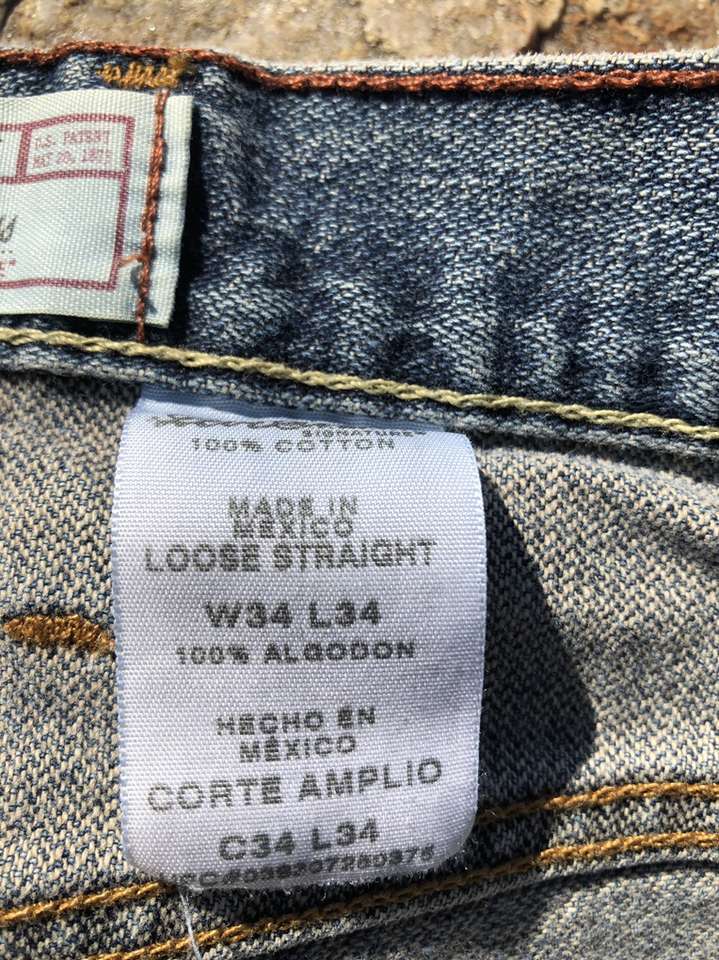 U.S. PATENT
MAY 20, 1873
SIGNATURE
100% COTTON
MADE IN
MEXICO
LOOSE STRAIGHT
W34 L34
100% ALGODON
HECHO EN
MÉXICO
CORTE AMPLIO
C34 L34